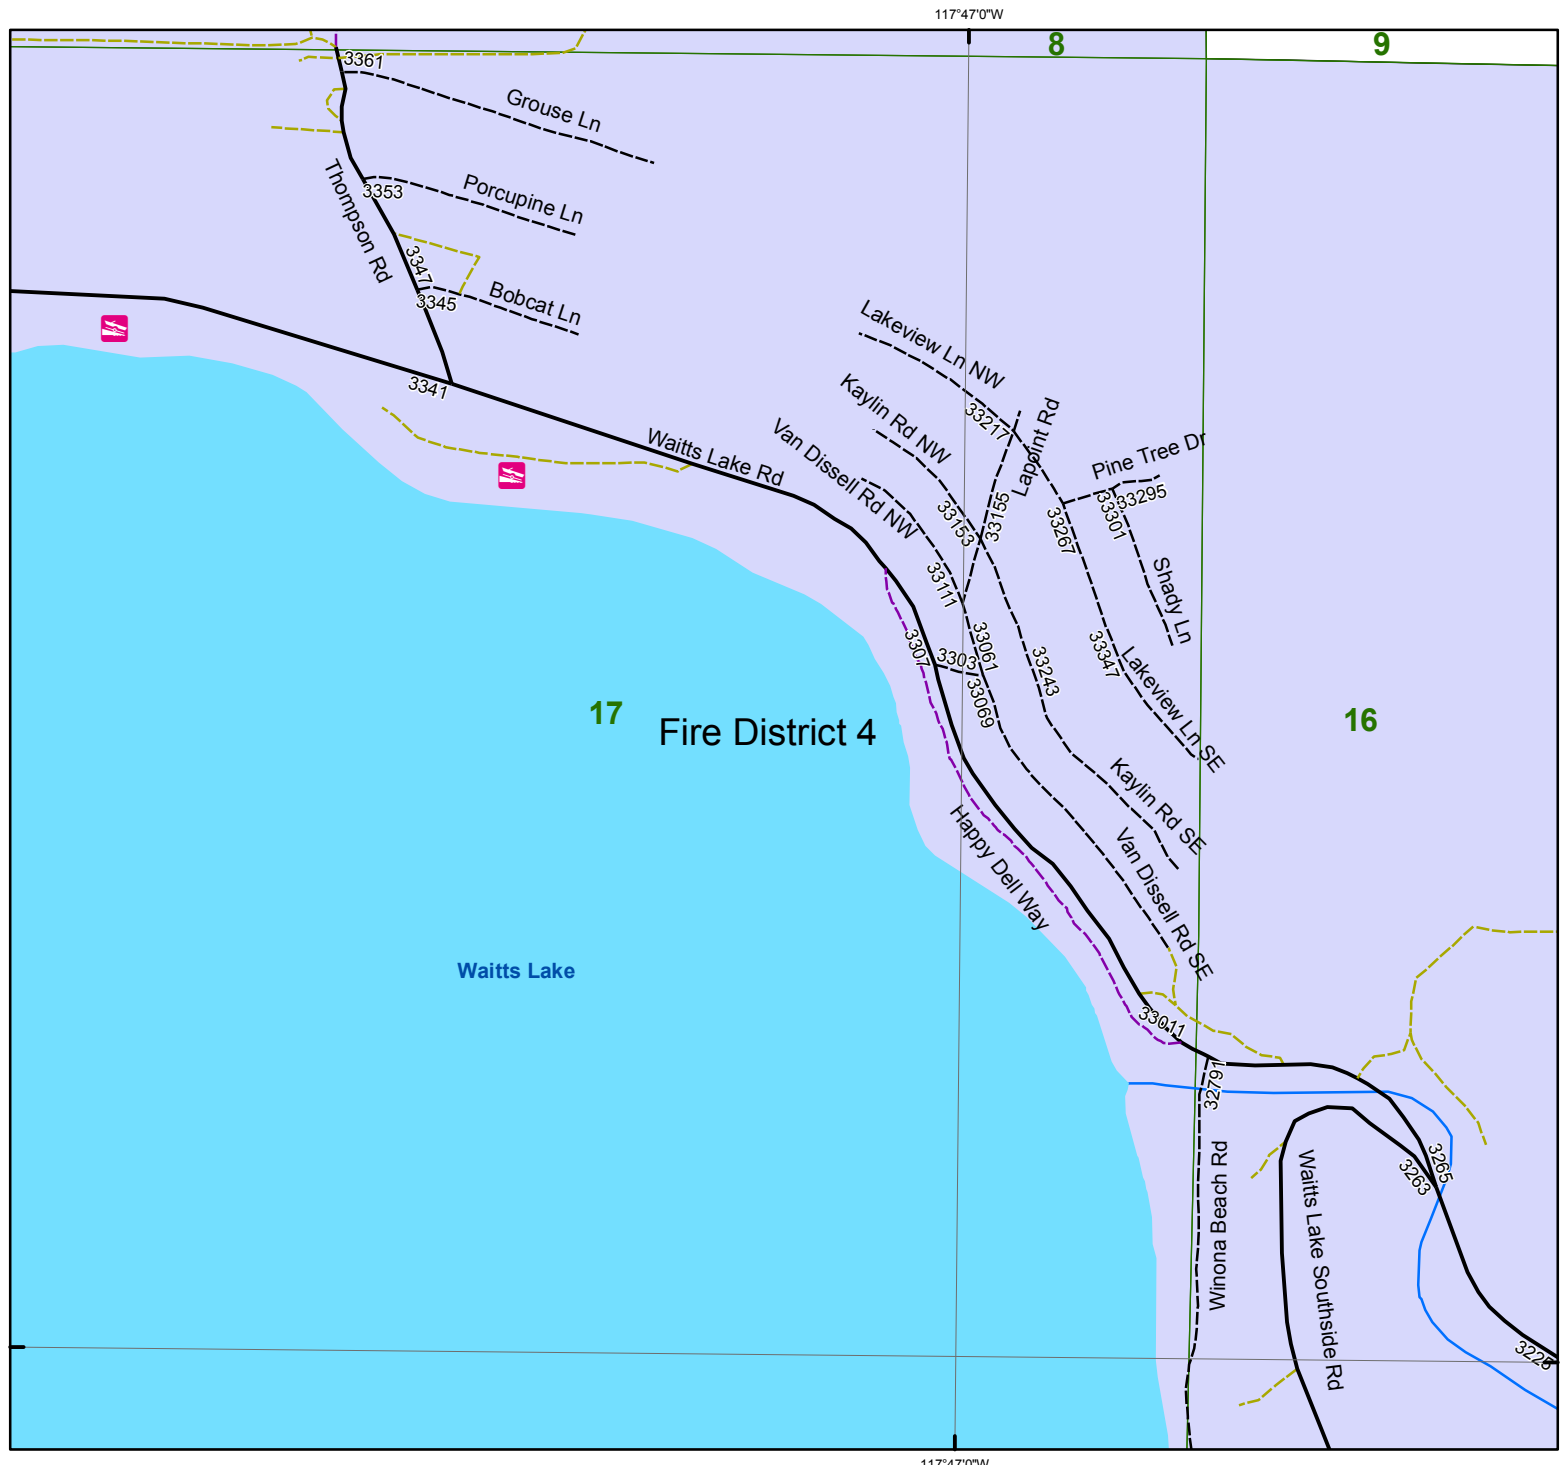 117°47'0"W
8
9
3361
Grouse Ln
Thompson Rd
3353
Porcupine Ln
3347
3345
Bobcat Ln
3341
Waitts Lake Rd
Lakeview Ln NW
Kaylin Rd NW
Van Dissell Rd NW
33217
Lapoint Rd
Pine Tree Dr
33295
33301
33267
33153
33155
33111
Shady Ln
3307
3303
33061
33069
33243
33347
Lakeview Ln SE
17
Fire District 4
16
Kaylin Rd SE
Happy Dell Way
Van Dissell Rd SE
Waitts Lake
33011
32791
Winona Beach Rd
Waitts Lake Southside Rd
3265
3263
3225
117°47'0"W